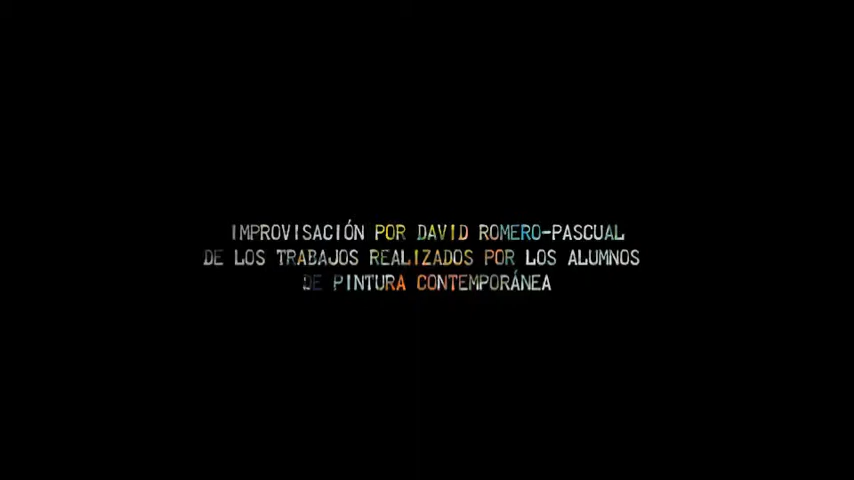 IMPROVISACIÓN POR DAVID ROMERO-PASCUAL
DE LOS TRABAJOS REALIZADOS POR LOS ALUMNOS
DE PINTURA CONTEMPORÁNEA